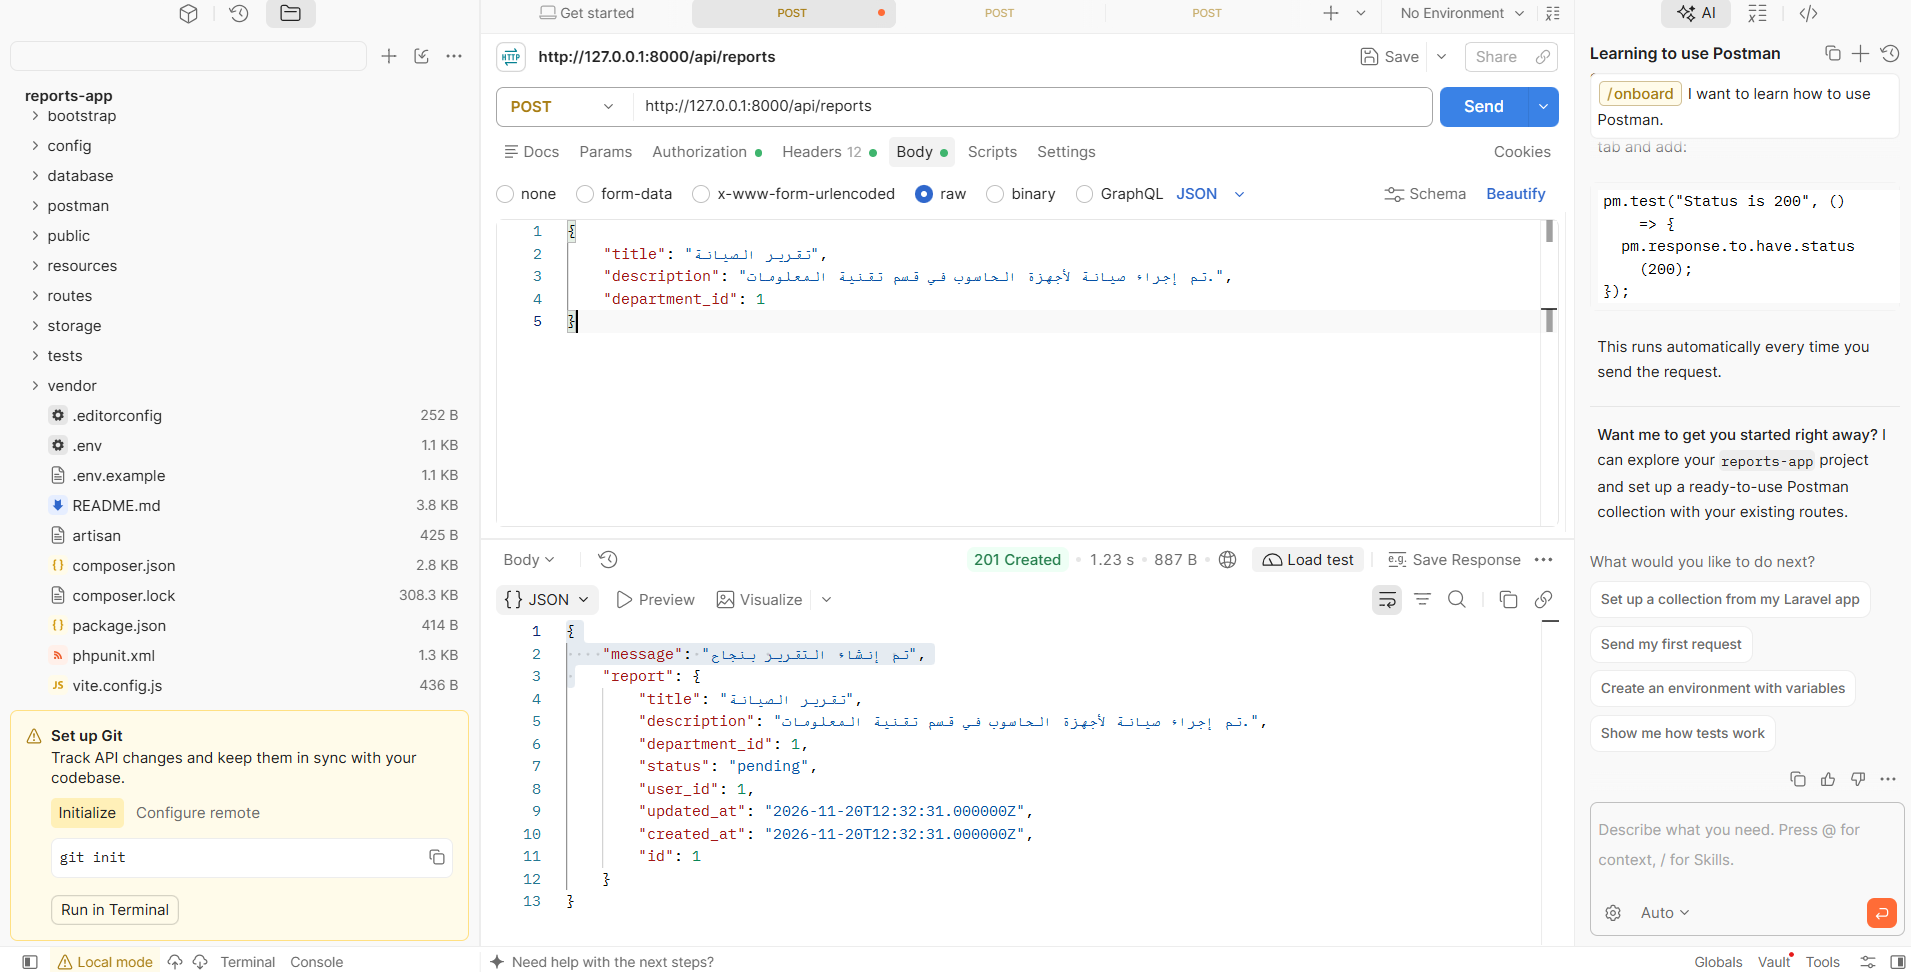 Get started
POST
POST
POST
No Environment
AI
reports-app
bootstrap
config
database
postman
public
resources
routes
storage
tests
vendor
.editorconfig 252 B
.env 1.1 KB
.env.example 1.1 KB
README.md 3.8 KB
artisan 425 B
composer.json 2.8 KB
composer.lock 308.3 KB
package.json 414 B
phpunit.xml 1.3 KB
vite.config.js 436 B
Set up Git
Track API changes and keep them in sync with your
codebase.
Initialize Configure remote
git init
Run in Terminal
HTTP http://127.0.0.1:8000/api/reports
Save
Share
POST http://127.0.0.1:8000/api/reports
Send
Docs Params Authorization Headers 12 Body Scripts Settings Cookies
none form-data x-www-form-urlencoded raw binary GraphQL JSON Schema Beautify
1 {
2 "title": "تقرير الصيانة",
3 "description": "تم إجراء صيانة لأجهزة الحاسوب في قسم تقنية المعلومات.",
4 "department_id": 1
5 }
Body 201 Created 1.23 s 887 B Load test e.g. Save Response
{} JSON Preview Visualize
1 {
2 "message": "تم إنشاء التقرير بنجاح",
3 "report": {
4 "title": "تقرير الصيانة",
5 "description": "تم إجراء صيانة لأجهزة الحاسوب في قسم تقنية المعلومات.",
6 "department_id": 1,
7 "status": "pending",
8 "user_id": 1,
9 "updated_at": "2026-11-20T12:32:31.000000Z",
10 "created_at": "2026-11-20T12:32:31.000000Z",
11 "id": 1
12 }
13 }
Learning to use Postman
/onboard I want to learn how to use
Postman.
tab and add:
pm.test("Status is 200", ()
=> {
pm.response.to.have.status
(200);
});
This runs automatically every time you
send the request.
Want me to get you started right away? I
can explore your reports-app project
and set up a ready-to-use Postman
collection with your existing routes.
What would you like to do next?
Set up a collection from my Laravel app
Send my first request
Create an environment with variables
Show me how tests work
Describe what you need. Press @ for
context, / for Skills.
Auto
Local mode Terminal Console
Need help with the next steps?
Globals Vault Tools